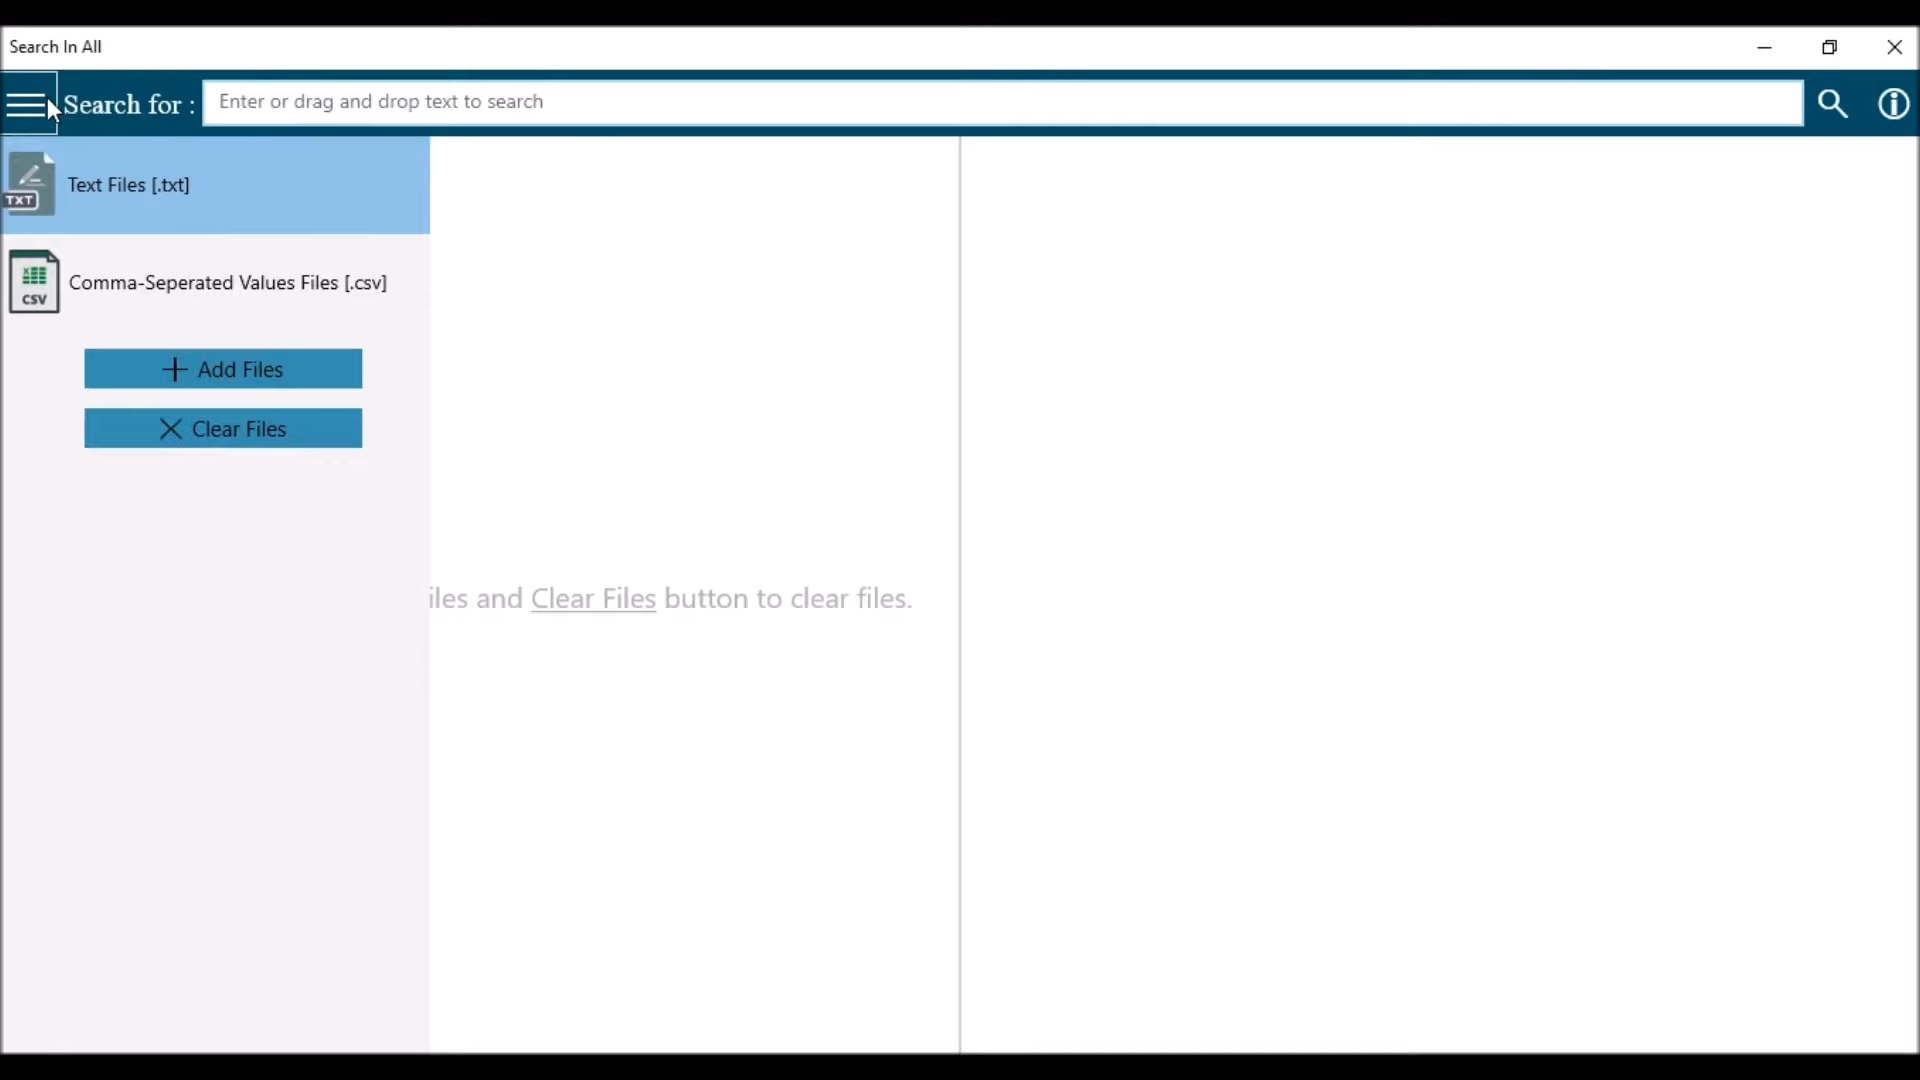 Search In All
Search for :
Enter or drag and drop text to search
TXT
Text Files [.txt]
CSV
Comma-Seperated Values Files [.csv]
Add Files
Clear Files
iles and Clear Files button to clear files.